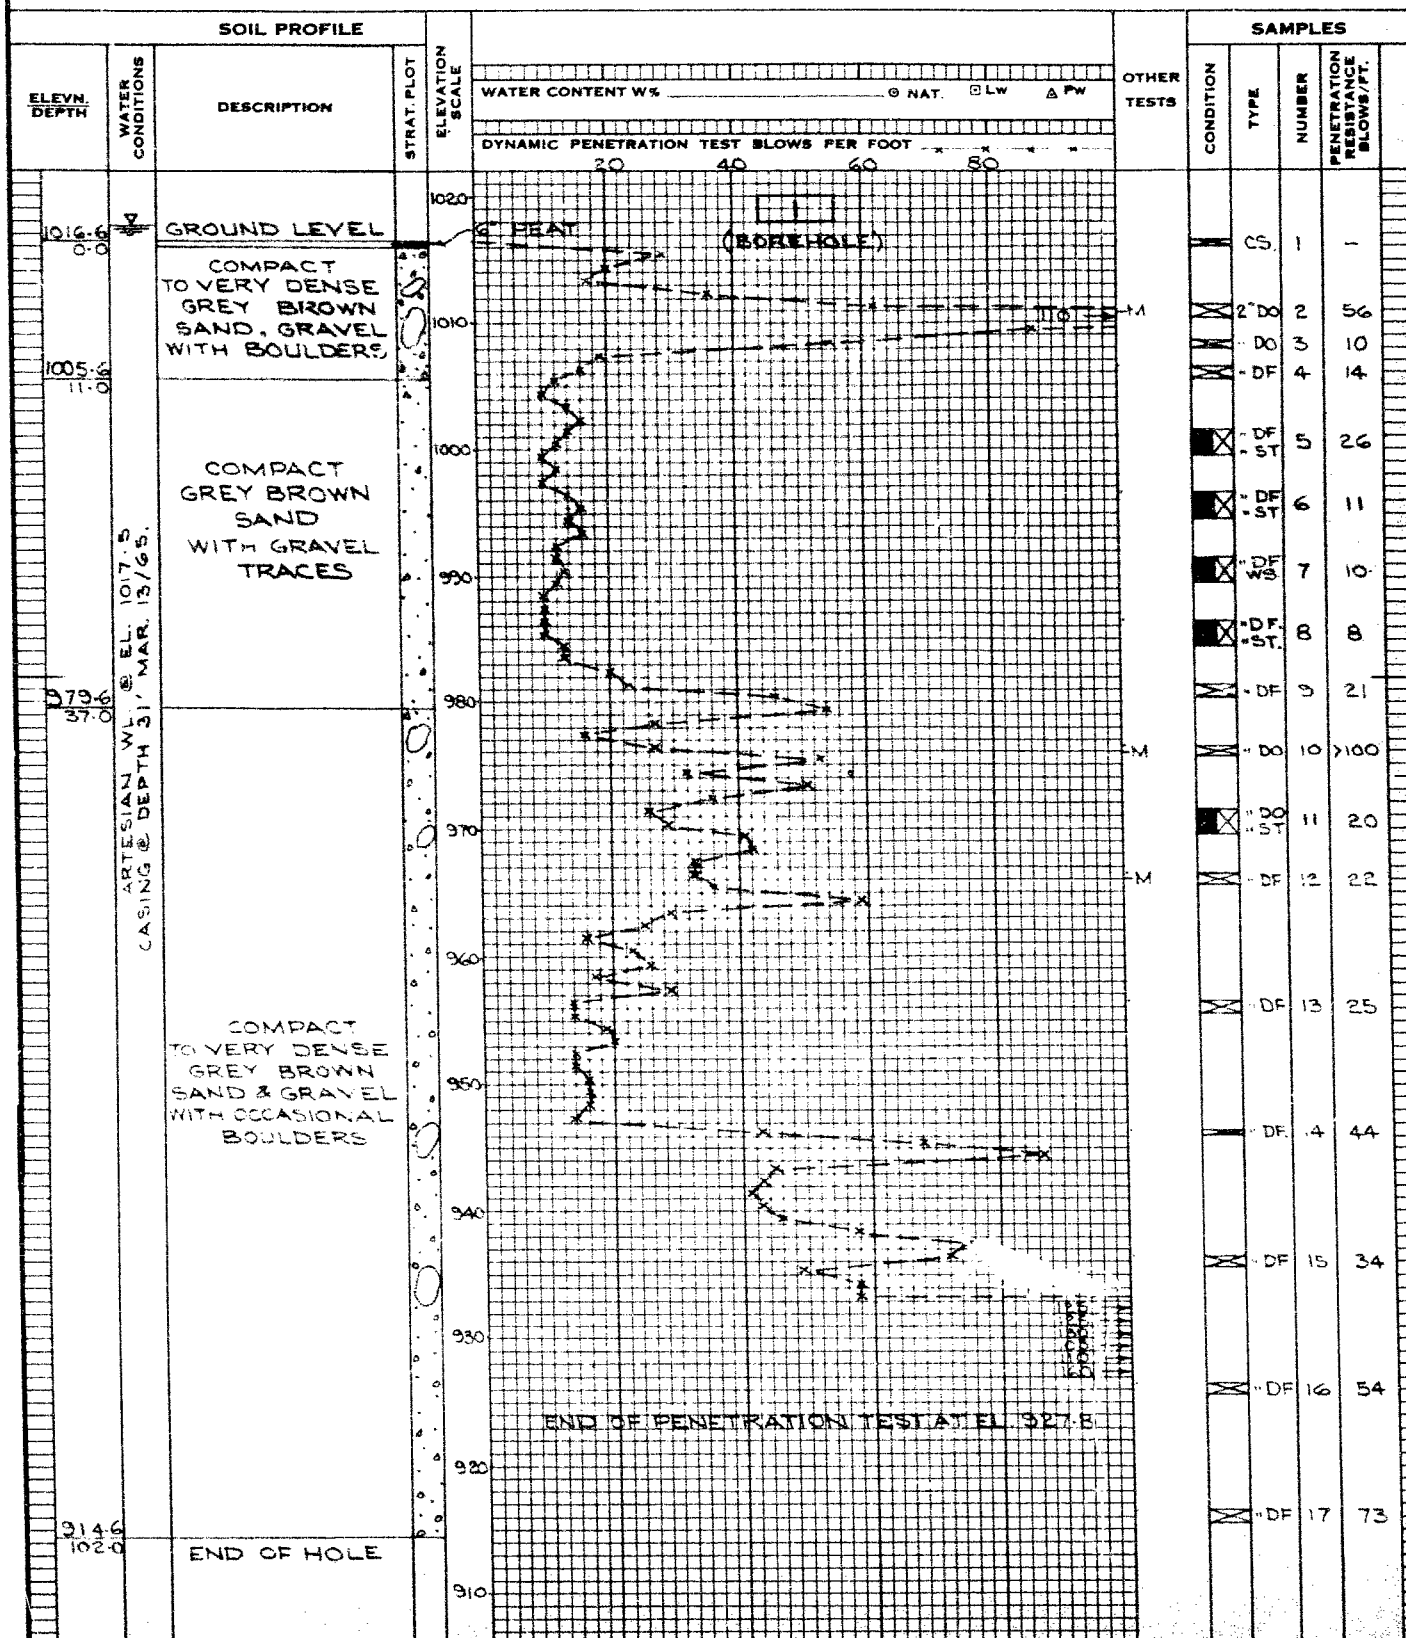 SOIL PROFILE
SAMPLES
ELEVN.
DEPTH
WATER
CONDITIONS
DESCRIPTION
STRAT. PLOT
ELEVATION
SCALE
WATER CONTENT W% NAT. Lw Pw
DYNAMIC PENETRATION TEST BLOWS PER FOOT
20 40 60 80
OTHER
TESTS
CONDITION
TYPE
NUMBER
PENETRATION
RESISTANCE
BLOWS/FT.
1020
1016.6
0.0
GROUND LEVEL
6" PEAT
1
(BOREHOLE)
CS. 1 -
COMPACT
TO VERY DENSE
GREY BROWN
SAND, GRAVEL
WITH BOULDERS
1010
110
M
2" DO 2 56
" DO 3 10
1005.6
11.0
" DF 4 14
COMPACT
GREY BROWN
SAND
WITH GRAVEL
TRACES
1000
" DF
" ST
5 26
" DF
" ST
6 11
990
" DF
WS
7 10
" DF.
" ST.
8 8
ARTESIAN W.L. @ EL. 1017.5
CASING @ DEPTH 31' MAR. 13/65.
979.6
37.0
980
" DF 9 21
M
" DO 10 >100
970
" DO
" ST
11 20
M
" DF 12 22
960
" DF 13 25
COMPACT
TO VERY DENSE
GREY BROWN
SAND & GRAVEL
WITH OCCASIONAL
BOULDERS
950
" DF. 4 44
940
" DF 15 34
930
" DF 16 54
END OF PENETRATION TEST AT EL. 927.8
920
" DF 17 73
914.6
102.0
END OF HOLE
910